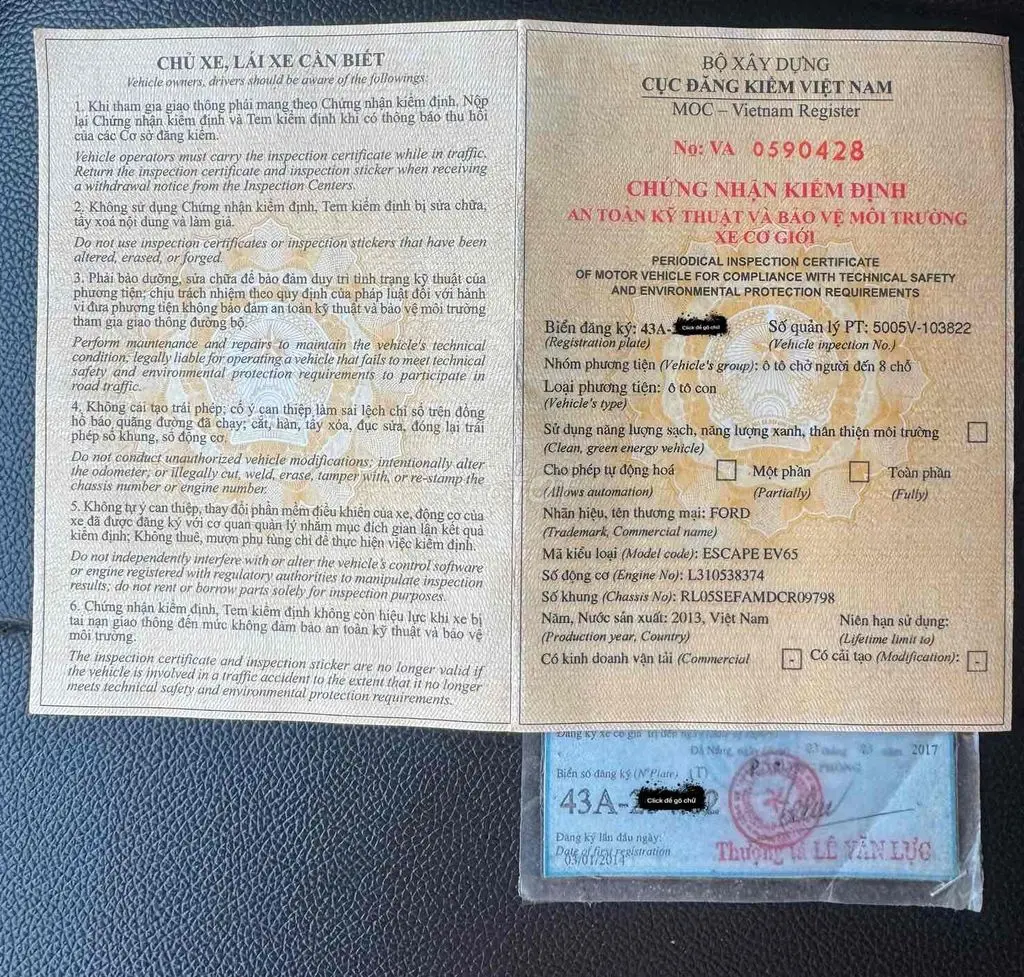 CHỦ XE, LÁI XE CẦN BIẾT
Vehicle owners, drivers should be aware of the followings:
1. Khi tham gia giao thông phải mang theo Chứng nhận kiểm định. Nộp
lại Chứng nhận kiểm định và Tem kiểm định khi có thông báo thu hồi
của các Cơ sở đăng kiểm.
Vehicle operators must carry the inspection certificate while in traffic.
Return the inspection certificate and inspection sticker when receiving
a withdrawal notice from the Inspection Centers.
2. Không sử dụng Chứng nhận kiểm định, Tem kiểm định bị sửa chữa,
tẩy xoá nội dung và làm giả.
Do not use inspection certificates or inspection stickers that have been
altered, erased, or forged.
3. Phải bảo dưỡng, sửa chữa để bảo đảm duy trì tình trạng kỹ thuật của
phương tiện; chịu trách nhiệm theo quy định của pháp luật đối với hành
vi đưa phương tiện không bảo đảm an toàn kỹ thuật và bảo vệ môi trường
tham gia giao thông đường bộ.
Perform maintenance and repairs to maintain the vehicle's technical
condition; legally liable for operating a vehicle that fails to meet technical
safety and environmental protection requirements to participate in
road traffic.
4. Không cải tạo trái phép; cố ý can thiệp làm sai lệch chỉ số trên đồng
hồ báo quãng đường đã chạy; cắt, hàn, tẩy xóa, đục sửa, đóng lại trái
phép số khung, số động cơ.
Do not conduct unauthorized vehicle modifications; intentionally alter
the odometer; or illegally cut, weld, erase, tamper with, or re-stamp the
chassis number or engine number.
5. Không tự ý can thiệp, thay đổi phần mềm điều khiển của xe, động cơ của
xe đã được đăng ký với cơ quan quản lý nhằm mục đích gian lận kết quả
kiểm định; Không thuê, mượn phụ tùng chỉ để thực hiện việc kiểm định.
Do not independently interfere with or alter the vehicle's control software
or engine registered with regulatory authorities to manipulate inspection
results; do not rent or borrow parts solely for inspection purposes.
6. Chứng nhận kiểm định, Tem kiểm định không còn hiệu lực khi xe bị
tai nạn giao thông đến mức không đảm bảo an toàn kỹ thuật và bảo vệ
môi trường.
The inspection certificate and inspection sticker are no longer valid if
the vehicle is involved in a traffic accident to the extent that it no longer
meets technical safety and environmental protection requirements.
BỘ XÂY DỰNG
CỤC ĐĂNG KIỂM VIỆT NAM
MOC – Vietnam Register
No: VA 0590428
CHỨNG NHẬN KIỂM ĐỊNH
AN TOÀN KỸ THUẬT VÀ BẢO VỆ MÔI TRƯỜNG
XE CƠ GIỚI
PERIODICAL INSPECTION CERTIFICATE
OF MOTOR VEHICLE FOR COMPLIANCE WITH TECHNICAL SAFETY
AND ENVIRONMENTAL PROTECTION REQUIREMENTS
Biển đăng ký: 43A- Click để gõ chữ Số quản lý PT: 5005V-103822
(Registration plate) (Vehicle inspection No.)
Nhóm phương tiện (Vehicle's group): ô tô chở người đến 8 chỗ
Loại phương tiện: ô tô con
(Vehicle's type)
Sử dụng năng lượng sạch, năng lượng xanh, thân thiện môi trường
(Clean, green energy vehicle)
Cho phép tự động hoá Một phần Toàn phần
(Allows automation) (Partially) (Fully)
Nhãn hiệu, tên thương mại: FORD
(Trademark, Commercial name)
Mã kiểu loại (Model code): ESCAPE EV65
Số động cơ (Engine No): L310538374
Số khung (Chassis No): RL05SEFAMDCR09798
Năm, Nước sản xuất: 2013, Việt Nam Niên hạn sử dụng:
(Production year, Country) (Lifetime limit to)
Có kinh doanh vận tải (Commercial - Có cải tạo (Modification): -
Đăng ký xe có giá trị đến ngày
Đà Nẵng, ngày 23 tháng năm 2017
Biển số đăng ký (N° Plate) (T) PHÒNG
43A-2 Click để gõ chữ 2
Đăng ký lần đầu ngày:
Date of first registration
03/01/2014
Thượng tá LÊ VĂN LỰC